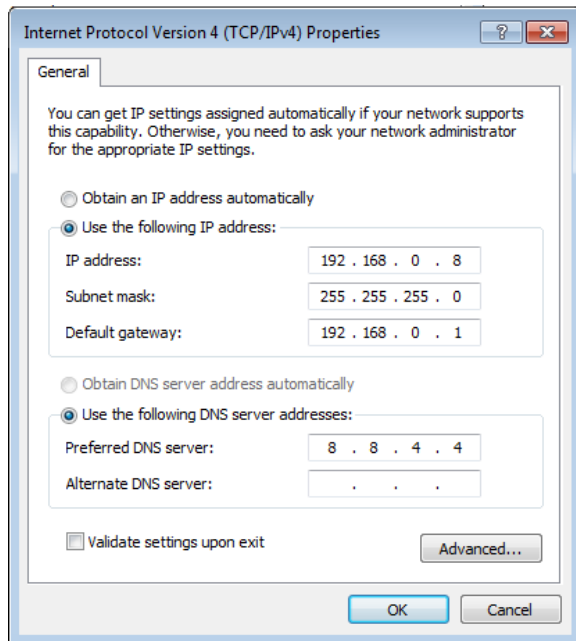 Internet Protocol Version 4 (TCP/IPv4) Properties
General
You can get IP settings assigned automatically if your network supports
this capability. Otherwise, you need to ask your network administrator
for the appropriate IP settings.
Obtain an IP address automatically
Use the following IP address:
IP address: 192 . 168 . 0 . 8
Subnet mask: 255 . 255 . 255 . 0
Default gateway: 192 . 168 . 0 . 1
Obtain DNS server address automatically
Use the following DNS server addresses:
Preferred DNS server: 8 . 8 . 4 . 4
Alternate DNS server: . . .
Validate settings upon exit
Advanced...
OK Cancel